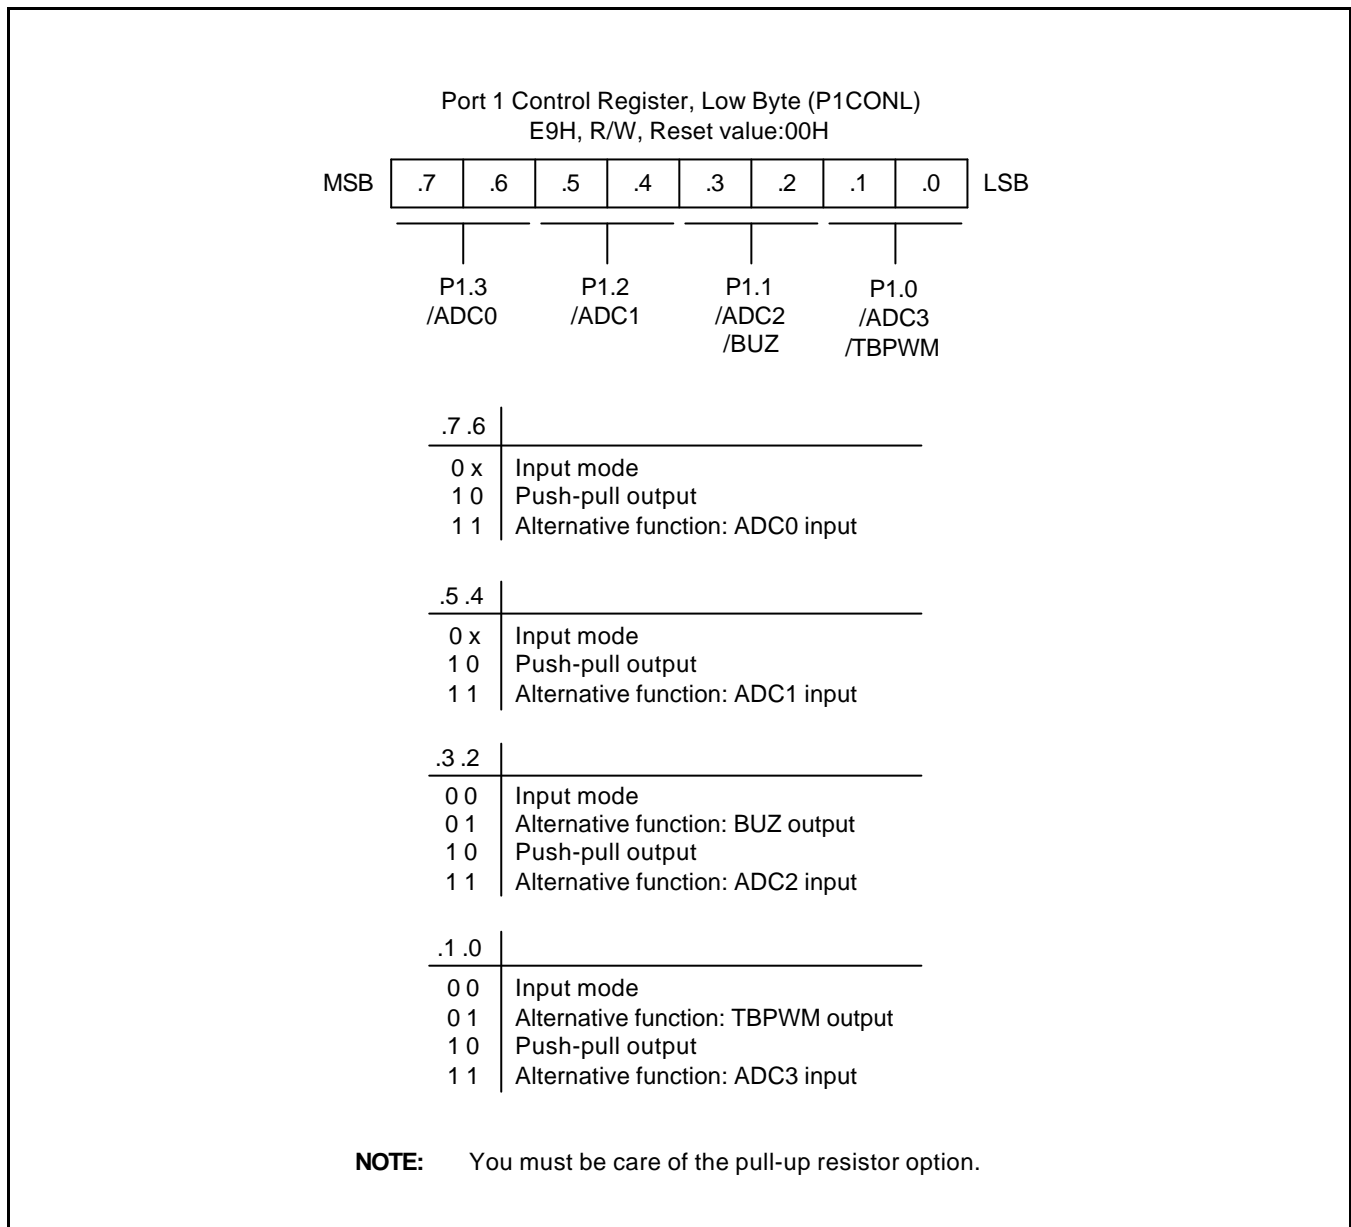 Port 1 Control Register, Low Byte (P1CONL)
E9H, R/W, Reset value:00H
MSB .7 .6 .5 .4 .3 .2 .1 .0 LSB
P1.3 /ADC0
P1.2 /ADC1
P1.1 /ADC2 /BUZ
P1.0 /ADC3 /TBPWM
.7 .6
0 x Input mode
1 0 Push-pull output
1 1 Alternative function: ADC0 input
.5 .4
0 x Input mode
1 0 Push-pull output
1 1 Alternative function: ADC1 input
.3 .2
0 0 Input mode
0 1 Alternative function: BUZ output
1 0 Push-pull output
1 1 Alternative function: ADC2 input
.1 .0
0 0 Input mode
0 1 Alternative function: TBPWM output
1 0 Push-pull output
1 1 Alternative function: ADC3 input
NOTE: You must be care of the pull-up resistor option.